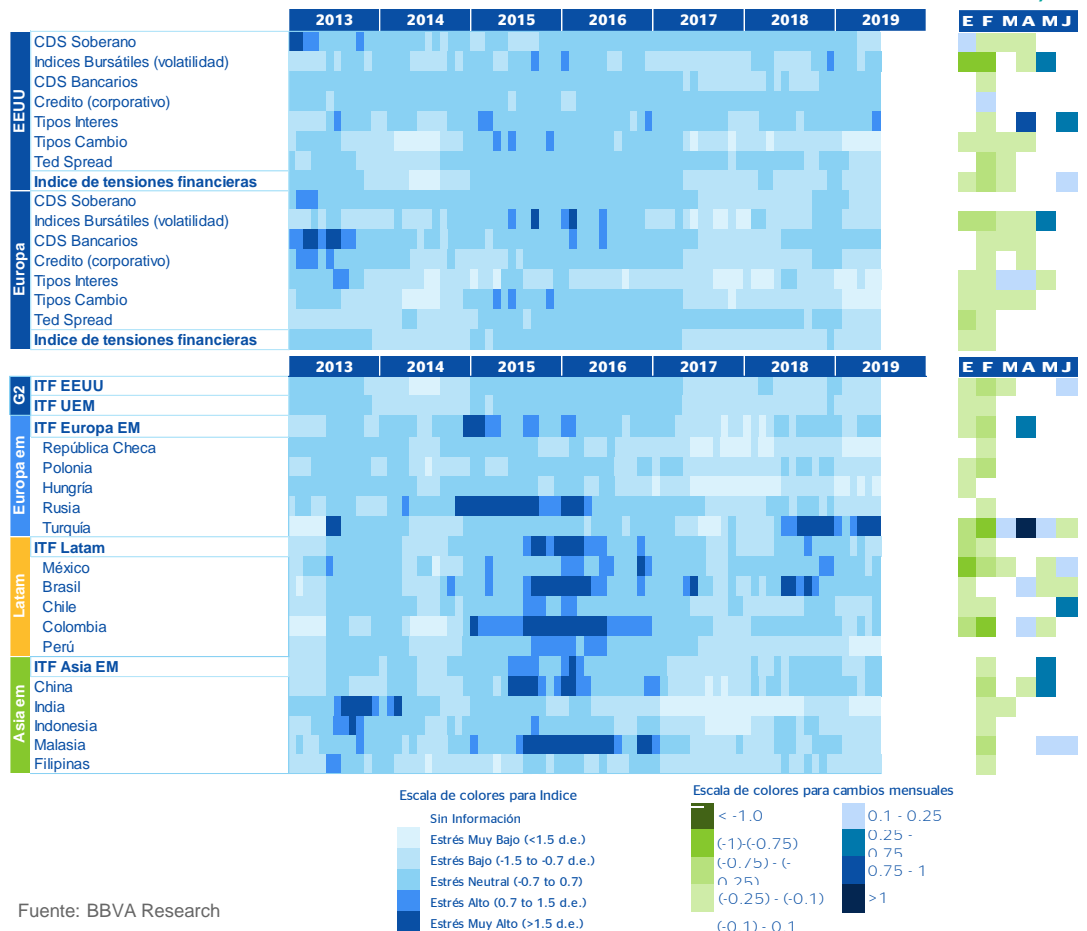 2013 2014 2015 2016 2017 2018 2019
E F M A M J
EEUU
CDS Soberano
Indices Bursátiles (volatilidad)
CDS Bancarios
Credito (corporativo)
Tipos Interes
Tipos Cambio
Ted Spread
Indice de tensiones financieras
Europa
CDS Soberano
Indices Bursátiles (volatilidad)
CDS Bancarios
Credito (corporativo)
Tipos Interes
Tipos Cambio
Ted Spread
Indice de tensiones financieras
2013 2014 2015 2016 2017 2018 2019
E F M A M J
G2
ITF EEUU
ITF UEM
Europa em
ITF Europa EM
República Checa
Polonia
Hungría
Rusia
Turquía
Latam
ITF Latam
México
Brasil
Chile
Colombia
Perú
Asia em
ITF Asia EM
China
India
Indonesia
Malasia
Filipinas
Escala de colores para Indice
Sin Información
Estrés Muy Bajo (<1.5 d.e.)
Estrés Bajo (-1.5 to -0.7 d.e.)
Estrés Neutral (-0.7 to 0.7)
Estrés Alto (0.7 to 1.5 d.e.)
Estrés Muy Alto (>1.5 d.e.)
Escala de colores para cambios mensuales
< -1.0
(-1)-(-0.75)
(-0.75) - (-
0.25)
(-0.25) - (-0.1)
(-0.1) - 0.1
0.1 - 0.25
0.25 -
0.75
0.75 - 1
>1
Fuente: BBVA Research